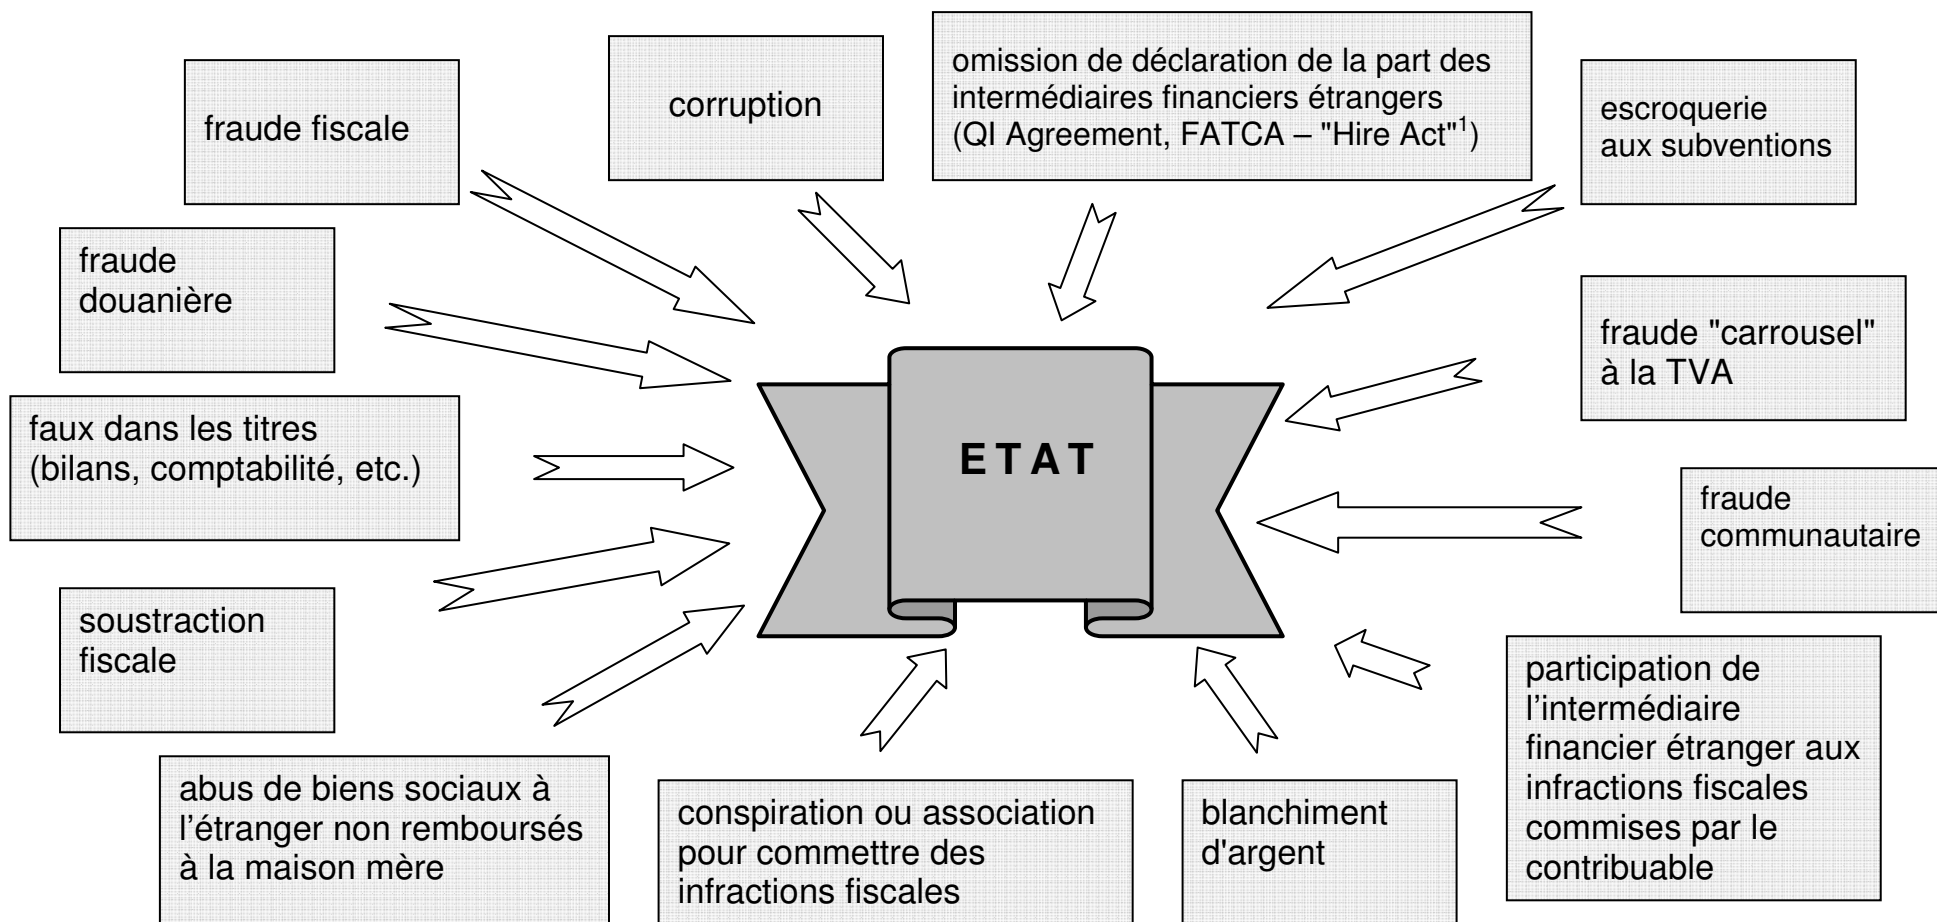 fraude fiscale
corruption
omission de déclaration de la part des
intermédiaires financiers étrangers
(QI Agreement, FATCA – "Hire Act"¹)
escroquerie
aux subventions
fraude
douanière
fraude "carrousel"
à la TVA
faux dans les titres
(bilans, comptabilité, etc.)
ETAT
fraude
communautaire
soustraction
fiscale
participation de
l'intermédiaire
financier étranger aux
infractions fiscales
commises par le
contribuable
abus de biens sociaux à
l'étranger non remboursés
à la maison mère
conspiration ou association
pour commettre des
infractions fiscales
blanchiment
d'argent